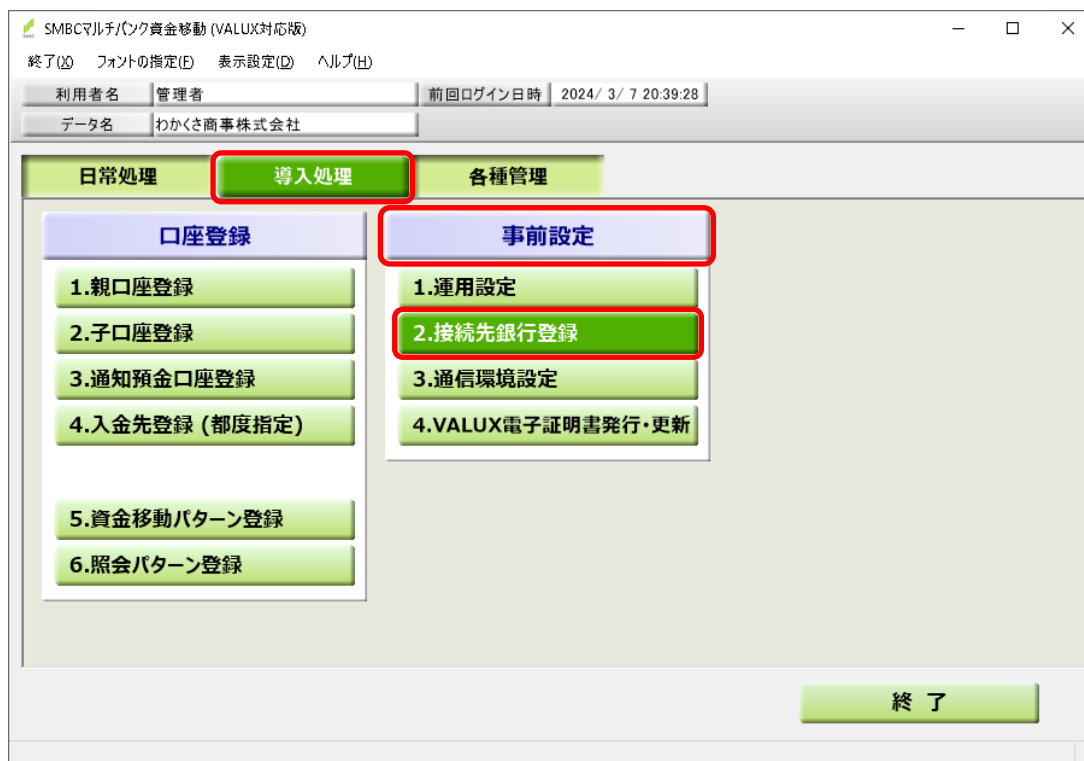 SMBCマルチバンク資金移動 (VALUX対応版)
終了(X) フォントの指定(F) 表示設定(D) ヘルプ(H)
利用者名 管理者 前回ログイン日時 2024/ 3/ 7 20:39:28
データ名 わかくさ商事株式会社
日常処理 導入処理 各種管理
口座登録 事前設定
1.親口座登録 1.運用設定
2.子口座登録 2.接続先銀行登録
3.通知預金口座登録 3.通信環境設定
4.入金先登録 (都度指定) 4.VALUX電子証明書発行・更新
5.資金移動パターン登録
6.照会パターン登録
終 了